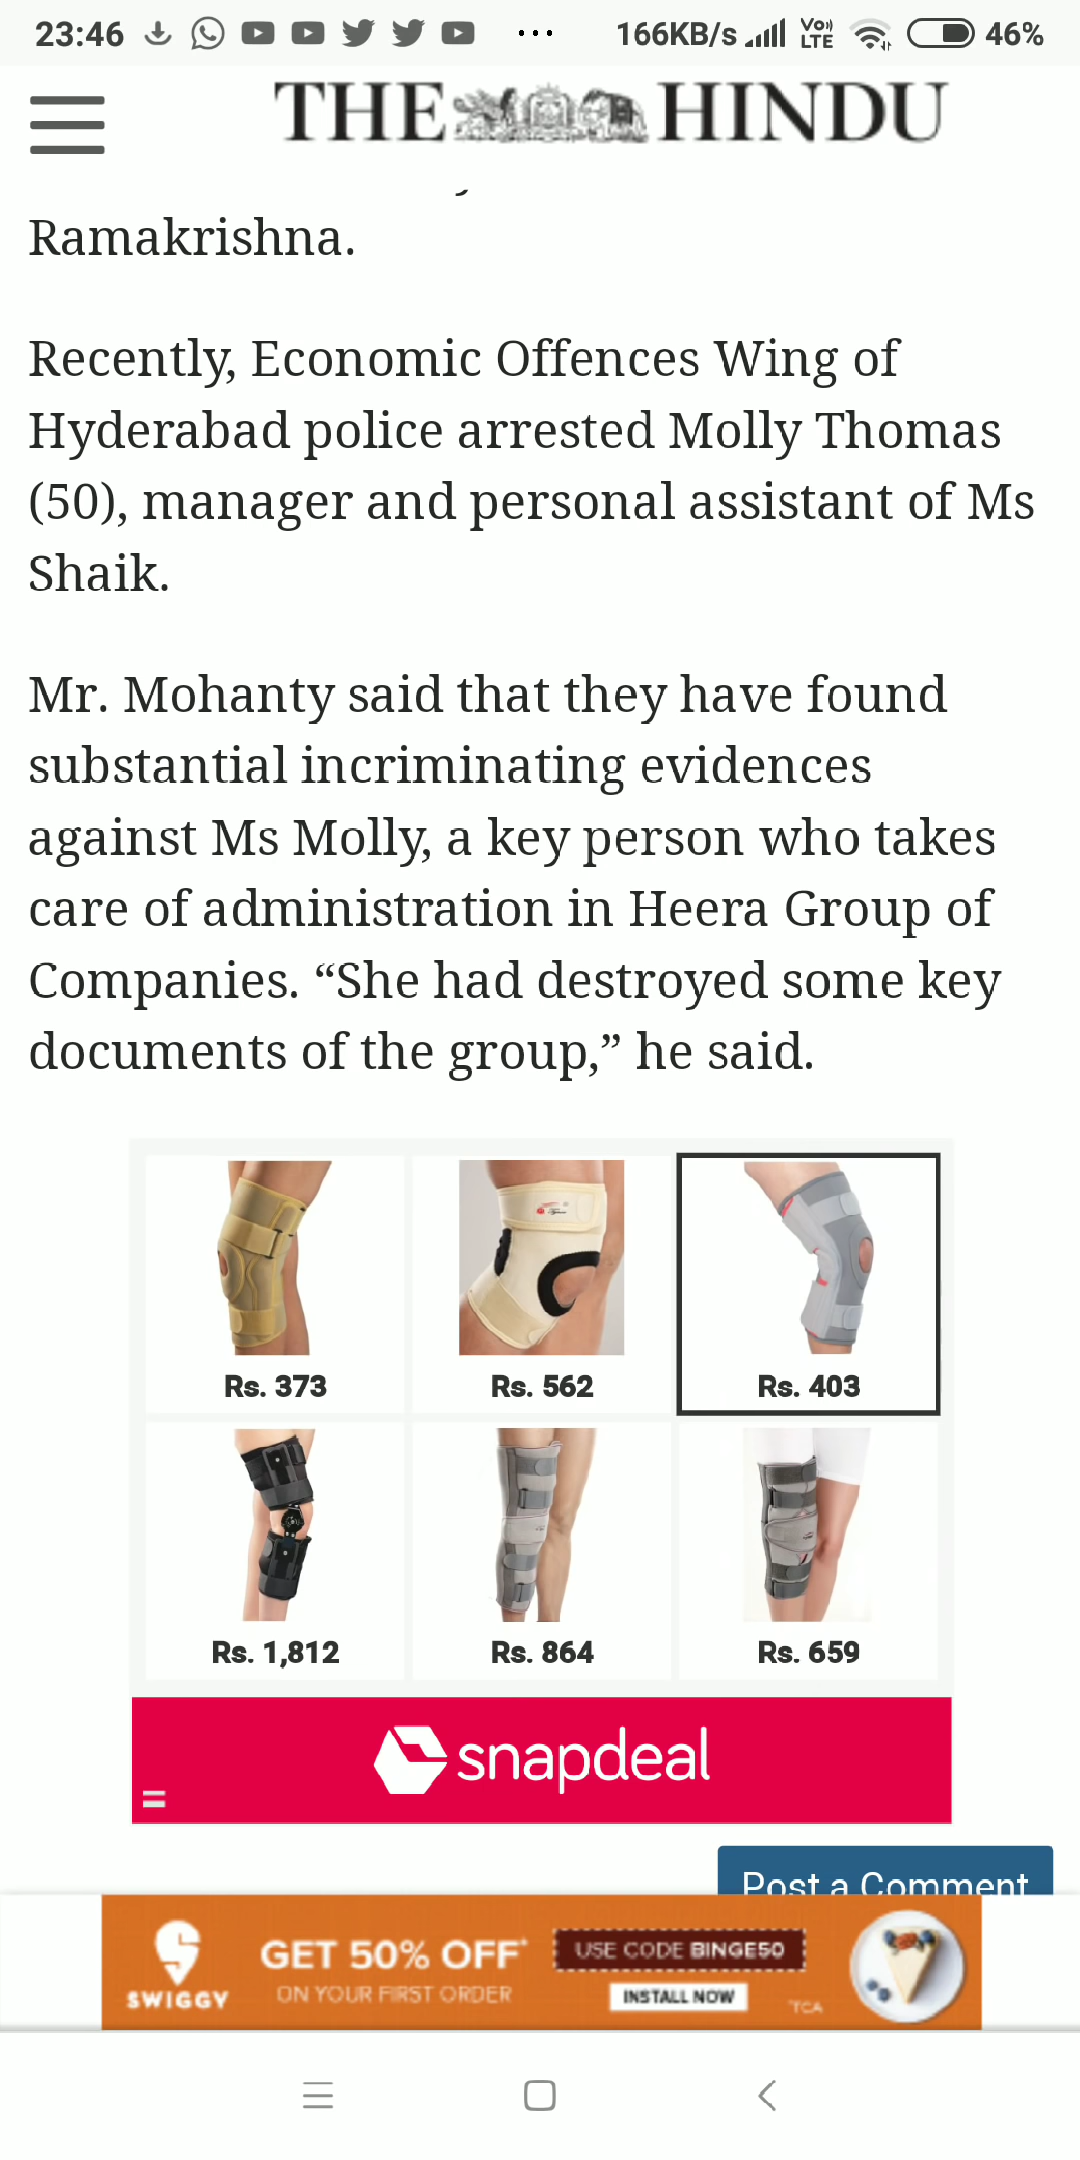 23:46 ... 166KB/s Vo)) LTE 46%
THE HINDU
Ramakrishna.
Recently, Economic Offences Wing of
Hyderabad police arrested Molly Thomas
(50), manager and personal assistant of Ms
Shaik.
Mr. Mohanty said that they have found
substantial incriminating evidences
against Ms Molly, a key person who takes
care of administration in Heera Group of
Companies. “She had destroyed some key
documents of the group,” he said.
Rs. 373 Rs. 562 Rs. 403
Rs. 1,812 Rs. 864 Rs. 659
snapdeal
Post a Comment
SWIGGY
GET 50% OFF*
ON YOUR FIRST ORDER
USE CODE BINGE50
INSTALL NOW
*TCA